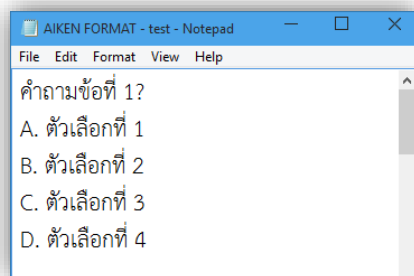 AIKEN FORMAT - test - Notepad
File Edit Format View Help
คำถามข้อที่ 1?
A. ตัวเลือกที่ 1
B. ตัวเลือกที่ 2
C. ตัวเลือกที่ 3
D. ตัวเลือกที่ 4